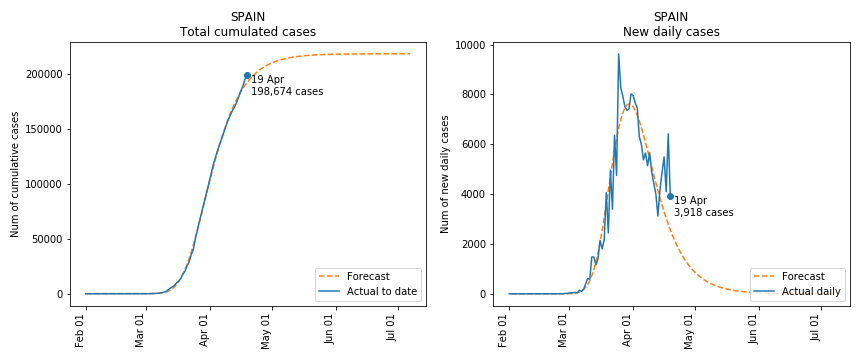 SPAIN
Total cumulated cases
Num of cumulative cases
200000
150000
100000
50000
0
19 Apr
198,674 cases
Forecast
Actual to date
Feb 01
Mar 01
Apr 01
May 01
Jun 01
Jul 01
SPAIN
New daily cases
Num of new daily cases
10000
8000
6000
4000
2000
0
19 Apr
3,918 cases
Forecast
Actual daily
Feb 01
Mar 01
Apr 01
May 01
Jun 01
Jul 01